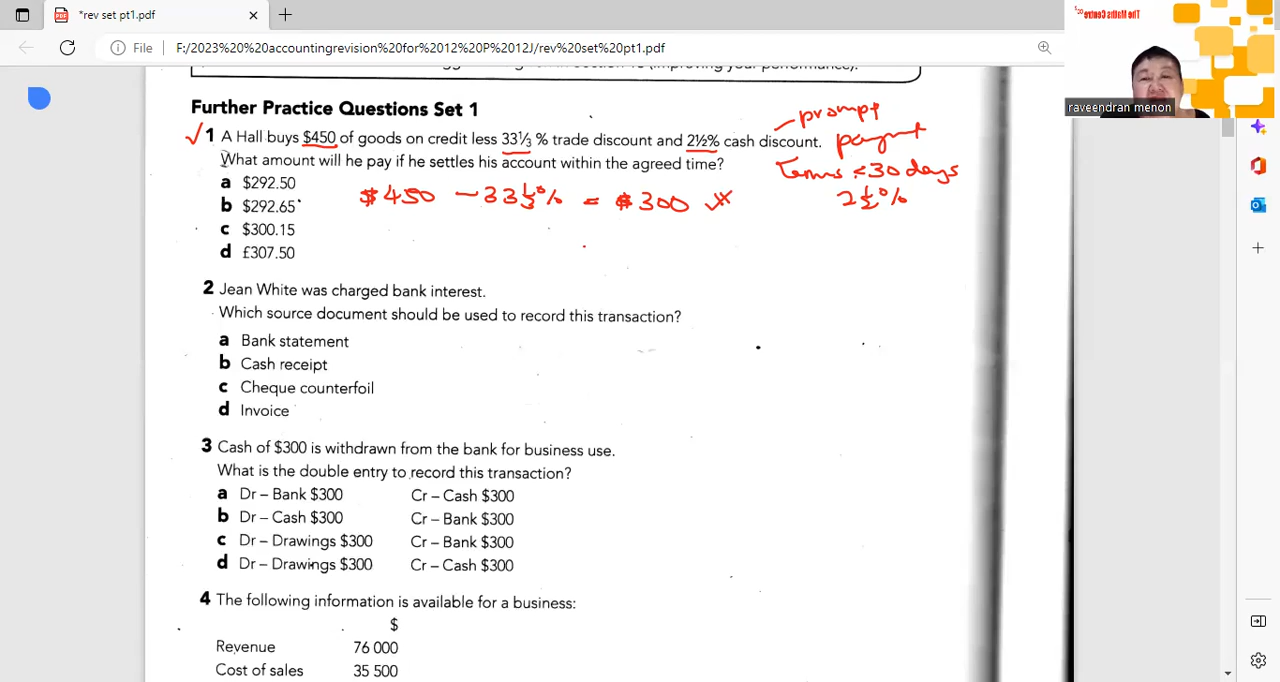 *rev set pt1.pdf
File
F:/2023%20%20accountingrevision%20for%2012%20P%2012J/rev%20set%20pt1.pdf
The Maths Centre
raveendran menon
Further Practice Questions Set 1
1 A Hall buys $450 of goods on credit less 33⅓ % trade discount and 2½% cash discount.
prompt
paymt
What amount will he pay if he settles his account within the agreed time?
Terms < 30 days
2½%
a $292.50
$450 – 33⅓% = $300
b $292.65
c $300.15
d £307.50
2 Jean White was charged bank interest.
Which source document should be used to record this transaction?
a Bank statement
b Cash receipt
c Cheque counterfoil
d Invoice
3 Cash of $300 is withdrawn from the bank for business use.
What is the double entry to record this transaction?
a Dr – Bank $300 Cr – Cash $300
b Dr – Cash $300 Cr – Bank $300
c Dr – Drawings $300 Cr – Bank $300
d Dr – Drawings $300 Cr – Cash $300
4 The following information is available for a business:
$
Revenue 76 000
Cost of sales 35 500